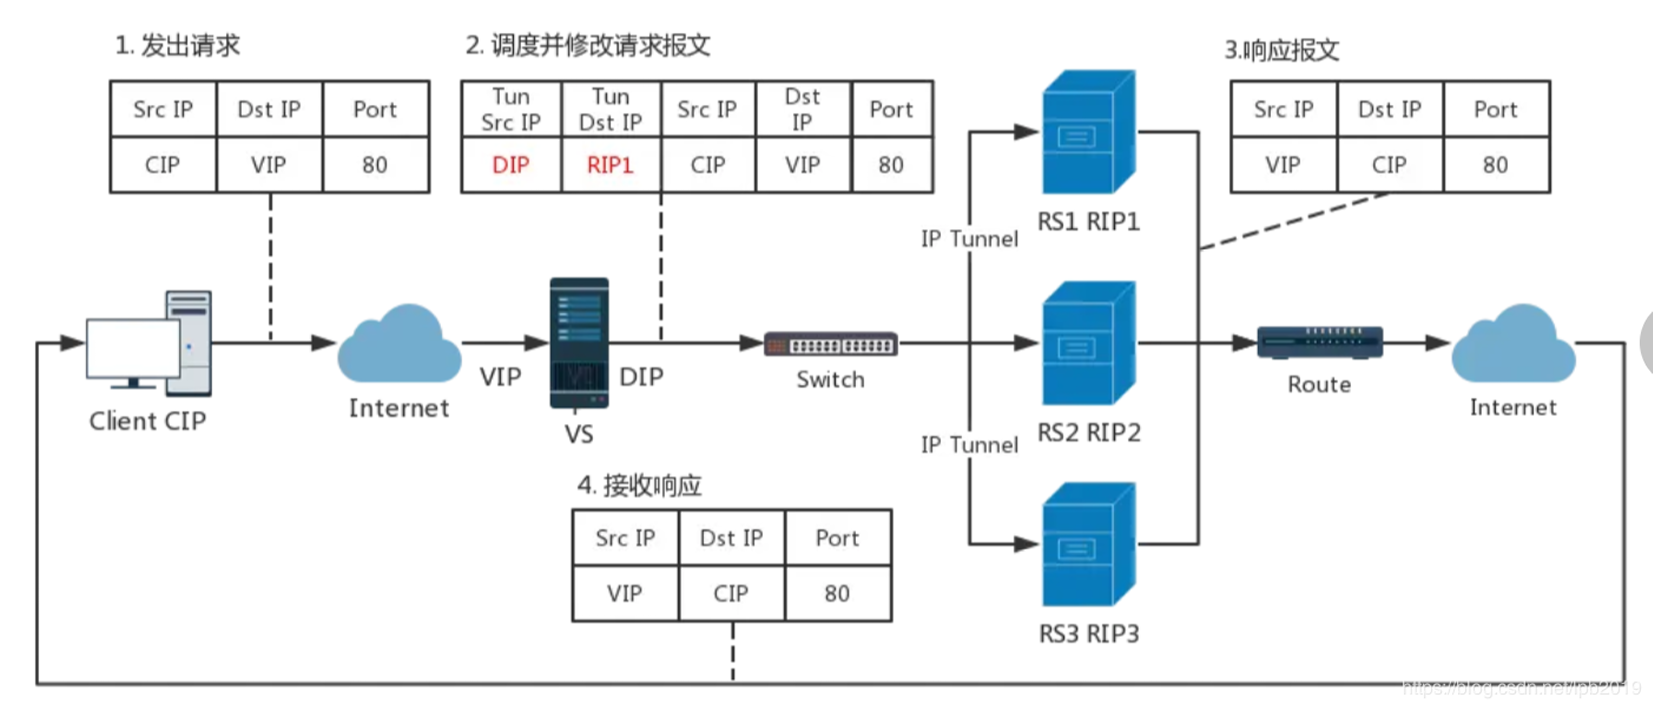 1. 发出请求
Src IP Dst IP Port
CIP VIP 80
2. 调度并修改请求报文
Tun Src IP Tun Dst IP Src IP Dst IP Port
DIP RIP1 CIP VIP 80
3.响应报文
Src IP Dst IP Port
VIP CIP 80
RS1 RIP1
IP Tunnel
Client CIP
Internet
VIP
DIP
VS
Switch
RS2 RIP2
Route
Internet
IP Tunnel
4. 接收响应
Src IP Dst IP Port
VIP CIP 80
RS3 RIP3
https://blog.csdn.net/lpb2019